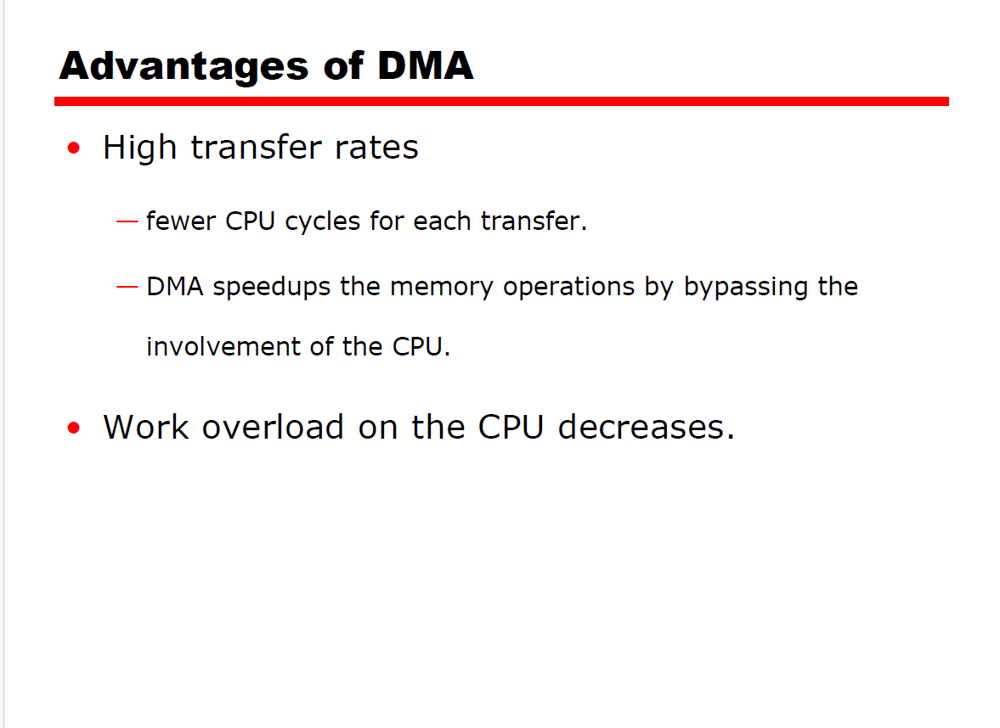 Advantages of DMA
• High transfer rates
— fewer CPU cycles for each transfer.
— DMA speedups the memory operations by bypassing the
involvement of the CPU.
• Work overload on the CPU decreases.